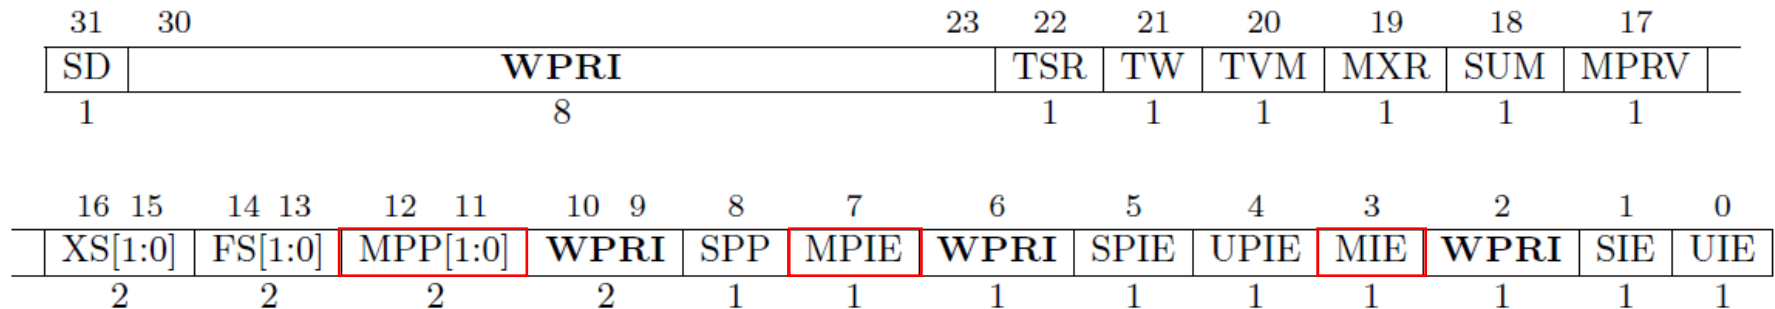 31 30 23 22 21 20 19 18 17
SD WPRI TSR TW TVM MXR SUM MPRV
1 8 1 1 1 1 1 1
16 15 14 13 12 11 10 9 8 7 6 5 4 3 2 1 0
XS[1:0] FS[1:0] MPP[1:0] WPRI SPP MPIE WPRI SPIE UPIE MIE WPRI SIE UIE
2 2 2 2 1 1 1 1 1 1 1 1 1